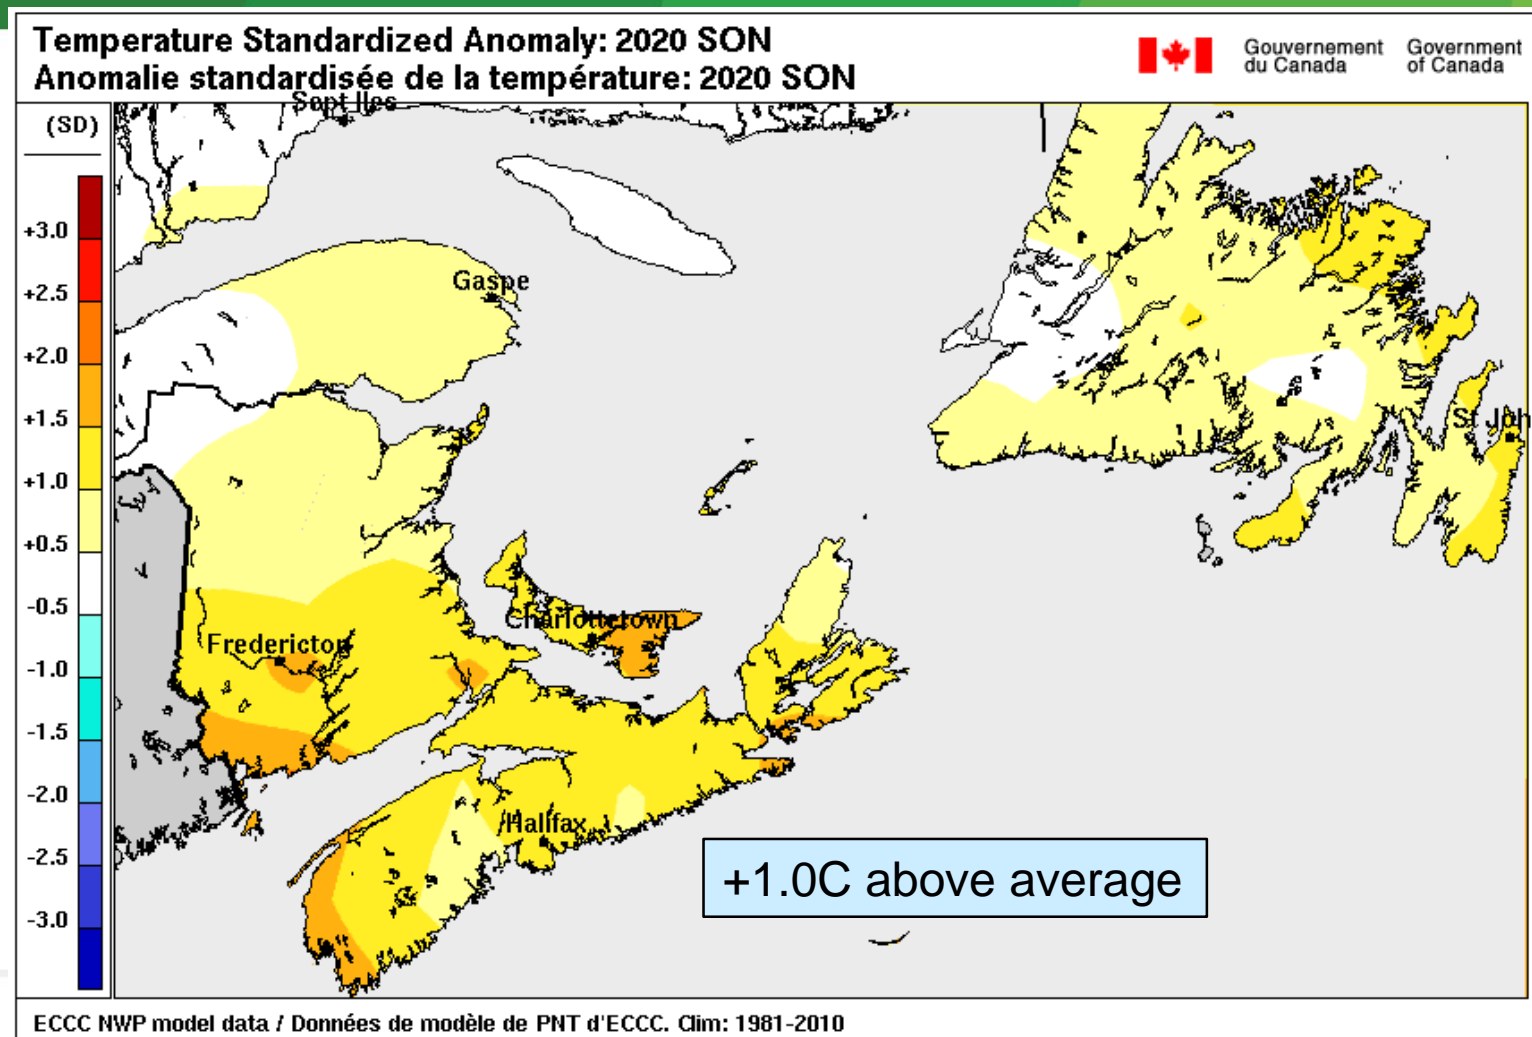 Temperature Standardized Anomaly: 2020 SON
Anomalie standardisée de la température: 2020 SON
Gouvernement du Canada
Government of Canada
(SD)
+3.0
+2.5
+2.0
+1.5
+1.0
+0.5
-0.5
-1.0
-1.5
-2.0
-2.5
-3.0
Sept Iles
Gaspe
St Joh
Charlottetown
Fredericton
Halifax
+1.0C above average
ECCC NWP model data / Données de modèle de PNT d'ECCC. Clim: 1981-2010